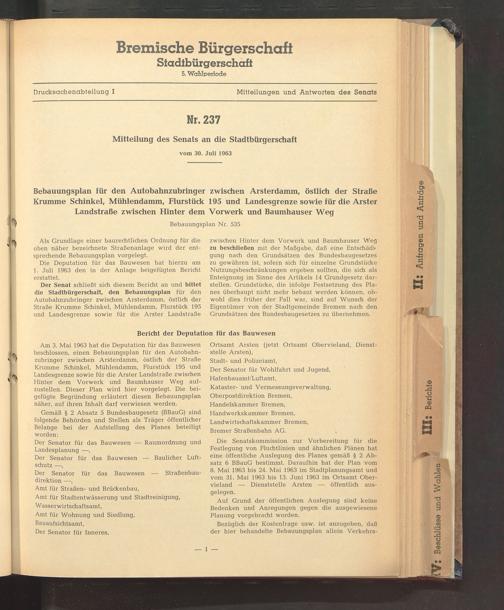 Bremische Bürgerschaft
Stadtbürgerschaft
5. Wahlperiode
Drucksachenabteilung I
Mitteilungen und Antworten des Senats
Nr. 237
Mitteilung des Senats an die Stadtbürgerschaft
vom 30. Juli 1963
Bebauungsplan für den Autobahnzubringer zwischen Arsterdamm, östlich der Straße
Krumme Schinkel, Mühlendamm, Flurstück 195 und Landesgrenze sowie für die Arster
Landstraße zwischen Hinter dem Vorwerk und Baumhauser Weg
Bebauungsplan Nr. 535
Als Grundlage einer baurechtlichen Ordnung für die
oben näher bezeichnete Straßenanlage wird der ent-
sprechende Bebauungsplan vorgelegt.
Die Deputation für das Bauwesen hat hierzu am
1. Juli 1963 den in der Anlage beigefügten Bericht
erstattet.
Der Senat schließt sich diesem Bericht an und bittet
die Stadtbürgerschaft, den Bebauungsplan für den
Autobahnzubringer zwischen Arsterdamm, östlich der
Straße Krumme Schinkel, Mühlendamm, Flurstück 195
und Landesgrenze sowie für die Arster Landstraße
zwischen Hinter dem Vorwerk und Baumhauser Weg
zu beschließen mit der Maßgabe, daß eine Entschädi-
gung nach den Grundsätzen des Bundesbaugesetzes
zu gewähren ist, sofern sich für einzelne Grundstücke
Nutzungsbeschränkungen ergeben sollten, die sich als
Enteignung im Sinne des Artikels 14 Grundgesetz dar-
stellen. Grundstücke, die infolge Festsetzung des Pla-
nes überhaupt nicht mehr bebaut werden können, ob-
wohl dies früher der Fall war, sind auf Wunsch der
Eigentümer von der Stadtgemeinde Bremen nach den
Grundsätzen des Bundesbaugesetzes zu übernehmen.
Bericht der Deputation für das Bauwesen
Am 3. Mai 1963 hat die Deputation für das Bauwesen
beschlossen, einen Bebauungsplan für den Autobahn-
zubringer zwischen Arsterdamm, östlich der Straße
Krumme Schinkel, Mühlendamm, Flurstück 195 und
Landesgrenze sowie für die Arster Landstraße zwischen
Hinter dem Vorwerk und Baumhauser Weg auf-
zustellen. Dieser Plan wird hier vorgelegt. Die bei-
gefügte Begründung erläutert diesen Bebauungsplan
näher, auf ihren Inhalt darf verwiesen werden.
Gemäß § 2 Absatz 5 Bundesbaugesetz (BBauG) sind
folgende Behörden und Stellen als Träger öffentlicher
Belange bei der Aufstellung des Planes beteiligt
worden:
Der Senator für das Bauwesen — Raumordnung und
Landesplanung —,
Der Senator für das Bauwesen — Baulicher Luft-
schutz —,
Der Senator für das Bauwesen — Straßenbau-
direktion —,
Amt für Straßen- und Brückenbau,
Amt für Stadtentwässerung und Stadtreinigung,
Wasserwirtschaftsamt,
Amt für Wohnung und Siedlung,
Bauaufsichtsamt,
Der Senator für Inneres,
Ortsamt Arsten (jetzt Ortsamt Obervieland, Dienst-
stelle Arsten),
Stadt- und Polizeiamt,
Der Senator für Wohlfahrt und Jugend,
Hafenbauamt-Luftamt,
Kataster- und Vermessungsverwaltung,
Oberpostdirektion Bremen,
Handelskammer Bremen,
Handwerkskammer Bremen,
Landwirtschaftskammer Bremen,
Bremer Straßenbahn AG.
Die Senatskommission zur Vorbereitung für die
Festlegung von Fluchtlinien und ähnlichen Plänen hat
eine öffentliche Auslegung des Planes gemäß § 2 Ab-
satz 6 BBauG bestimmt. Daraufhin hat der Plan vom
8. Mai 1963 bis 24. Mai 1963 im Stadtplanungsamt und
vom 31. Mai 1963 bis 13. Juni 1963 im Ortsamt Ober-
vieland — Dienststelle Arsten — öffentlich aus-
gelegen.
Auf Grund der öffentlichen Auslegung sind keine
Bedenken und Anregungen gegen die ausgewiesene
Planung vorgebracht worden.
Bezüglich der Kostenfrage usw. ist anzugeben, daß
der hier behandelte Bebauungsplan allein Verkehrs-
— 1 —
II: Anfragen und Anträge
III: Berichte
IV: Beschlüsse und Wahlen